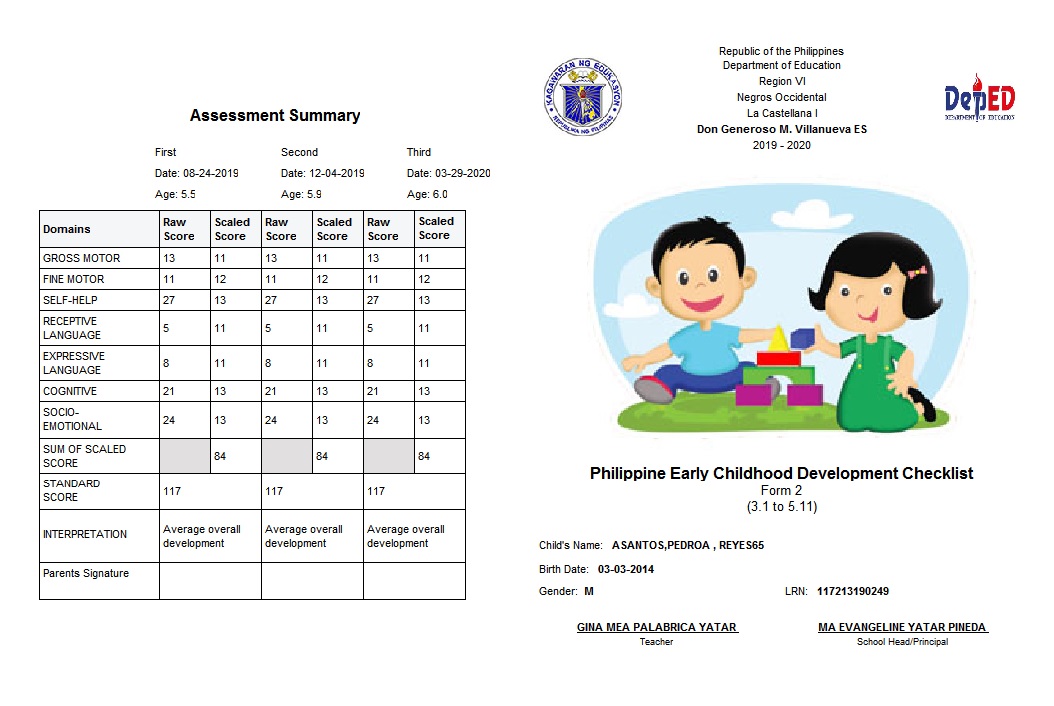 Assessment Summary
First Second Third
Date: 08-24-2019 Date: 12-04-2019 Date: 03-29-2020
Age: 5.5 Age: 5.9 Age: 6.0
Domains Raw Score Scaled Score Raw Score Scaled Score Raw Score Scaled Score
GROSS MOTOR 13 11 13 11 13 11
FINE MOTOR 11 12 11 12 11 12
SELF-HELP 27 13 27 13 27 13
RECEPTIVE LANGUAGE 5 11 5 11 5 11
EXPRESSIVE LANGUAGE 8 11 8 11 8 11
COGNITIVE 21 13 21 13 21 13
SOCIO-EMOTIONAL 24 13 24 13 24 13
SUM OF SCALED SCORE 84 84 84
STANDARD SCORE 117 117 117
INTERPRETATION Average overall development Average overall development Average overall development
Parents Signature
KAGAWARAN NG EDUKASYON
REPUBLIKA NG PILIPINAS
Republic of the Philippines
Department of Education
Region VI
Negros Occidental
La Castellana I
Don Generoso M. Villanueva ES
2019 - 2020
DepED
DEPARTMENT OF EDUCATION
Philippine Early Childhood Development Checklist
Form 2
(3.1 to 5.11)
Child's Name: ASANTOS,PEDROA , REYES65
Birth Date: 03-03-2014
Gender: M LRN: 117213190249
GINA MEA PALABRICA YATAR MA EVANGELINE YATAR PINEDA
Teacher School Head/Principal